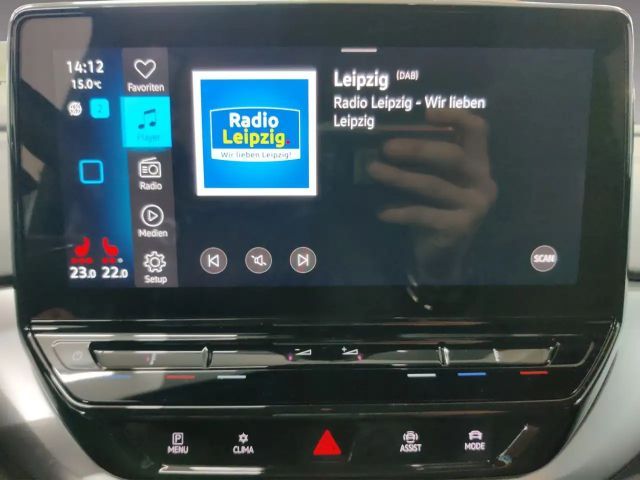 14:12
15.0°C
2
Favoriten
Player
Radio
Medien
Setup
Radio
Leipzig.
Wir lieben Leipzig!
Leipzig (DAB)
Radio Leipzig - Wir lieben
Leipzig
23.0 22.0
SCAN
P
MENU
CLIMA
ASSIST
MODE